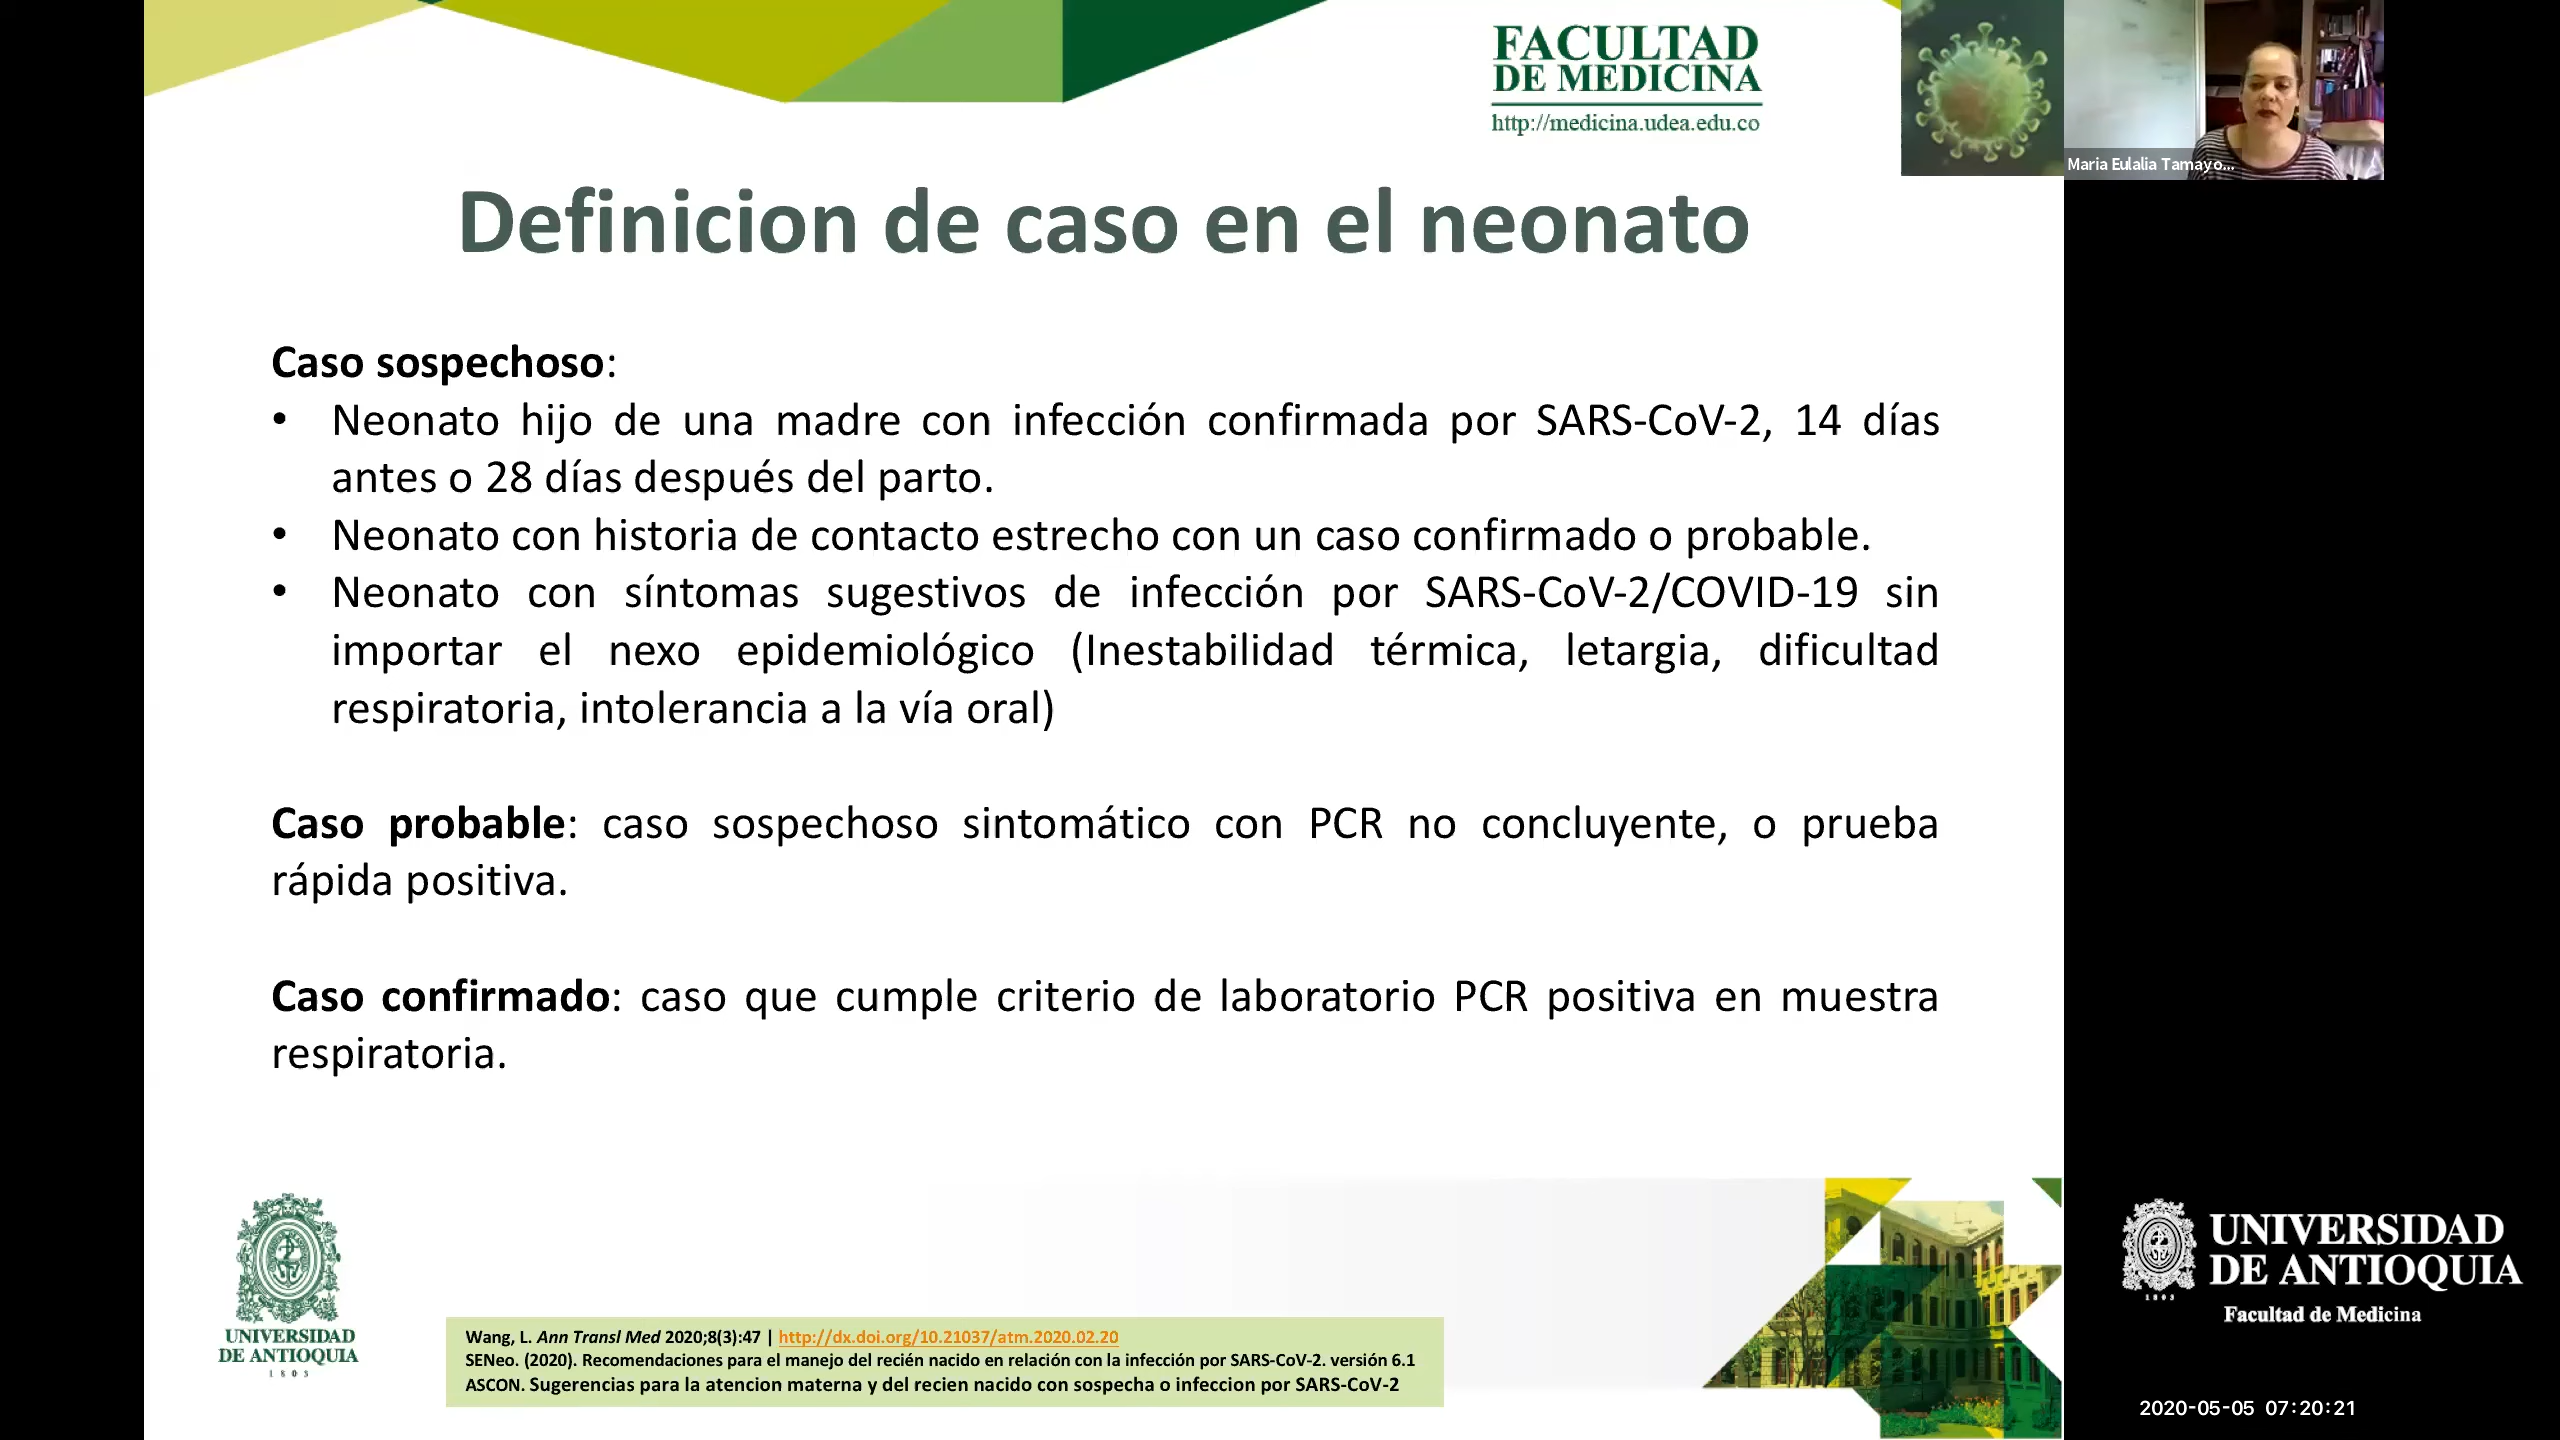 FACULTAD
DE MEDICINA
http://medicina.udea.edu.co
Maria Eulalia Tamayo...
Definicion de caso en el neonato
Caso sospechoso:
• Neonato hijo de una madre con infección confirmada por SARS-CoV-2, 14 días
antes o 28 días después del parto.
• Neonato con historia de contacto estrecho con un caso confirmado o probable.
• Neonato con síntomas sugestivos de infección por SARS-CoV-2/COVID-19 sin
importar el nexo epidemiológico (Inestabilidad térmica, letargia, dificultad
respiratoria, intolerancia a la vía oral)
Caso probable: caso sospechoso sintomático con PCR no concluyente, o prueba
rápida positiva.
Caso confirmado: caso que cumple criterio de laboratorio PCR positiva en muestra
respiratoria.
UNIVERSIDAD
DE ANTIOQUIA
1803
Wang, L. Ann Transl Med 2020;8(3):47 | http://dx.doi.org/10.21037/atm.2020.02.20
SENeo. (2020). Recomendaciones para el manejo del recién nacido en relación con la infección por SARS-CoV-2. versión 6.1
ASCON. Sugerencias para la atencion materna y del recien nacido con sospecha o infeccion por SARS-CoV-2
1803
UNIVERSIDAD
DE ANTIOQUIA
Facultad de Medicina
2020-05-05 07:20:21